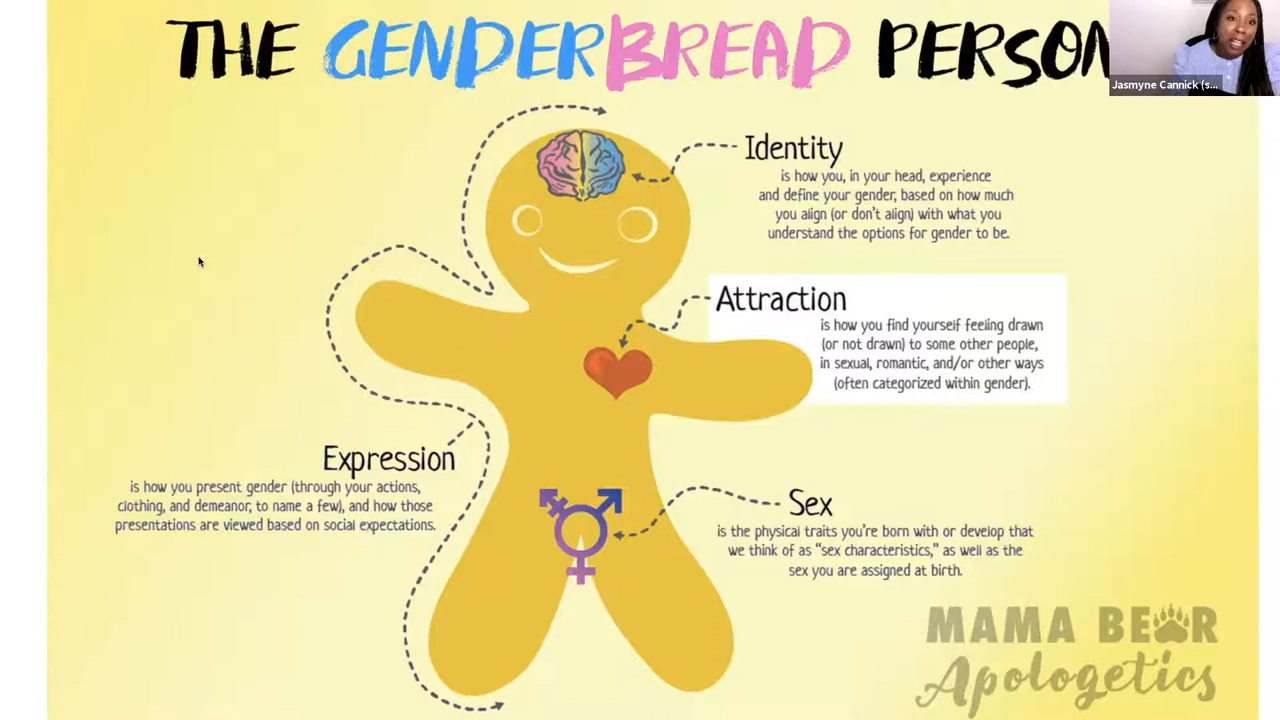 THE GENDERBREAD PERSON
Jasmyne Cannick (s...
Identity
is how you, in your head, experience
and define your gender, based on how much
you align (or don't align) with what you
understand the options for gender to be.
Attraction
is how you find yourself feeling drawn
(or not drawn) to some other people,
in sexual, romantic, and/or other ways
(often categorized within gender).
Expression
is how you present gender (through your actions,
clothing, and demeanor, to name a few), and how those
presentations are viewed based on social expectations.
Sex
is the physical traits you're born with or develop that
we think of as “sex characteristics,” as well as the
sex you are assigned at birth.
MAMA BEAR
Apologetics